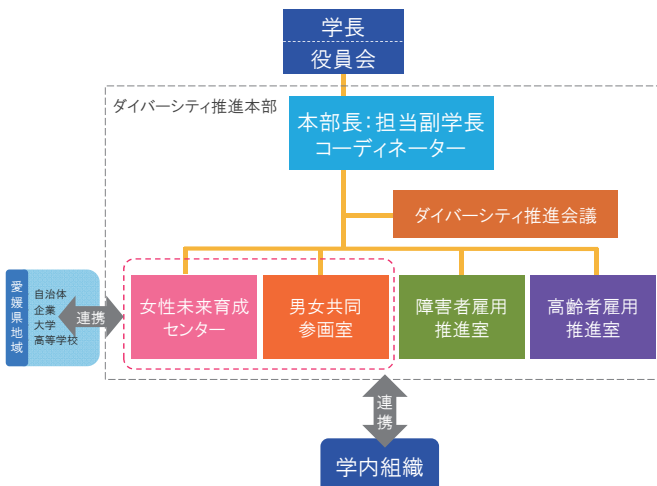 学長
役員会
ダイバーシティ推進本部
本部長：担当副学長
コーディネーター
ダイバーシティ推進会議
愛媛県地域
自治体
企業
大学
高等学校
連携
女性未来育成
センター
男女共同
参画室
障害者雇用
推進室
高齢者雇用
推進室
連携
学内組織